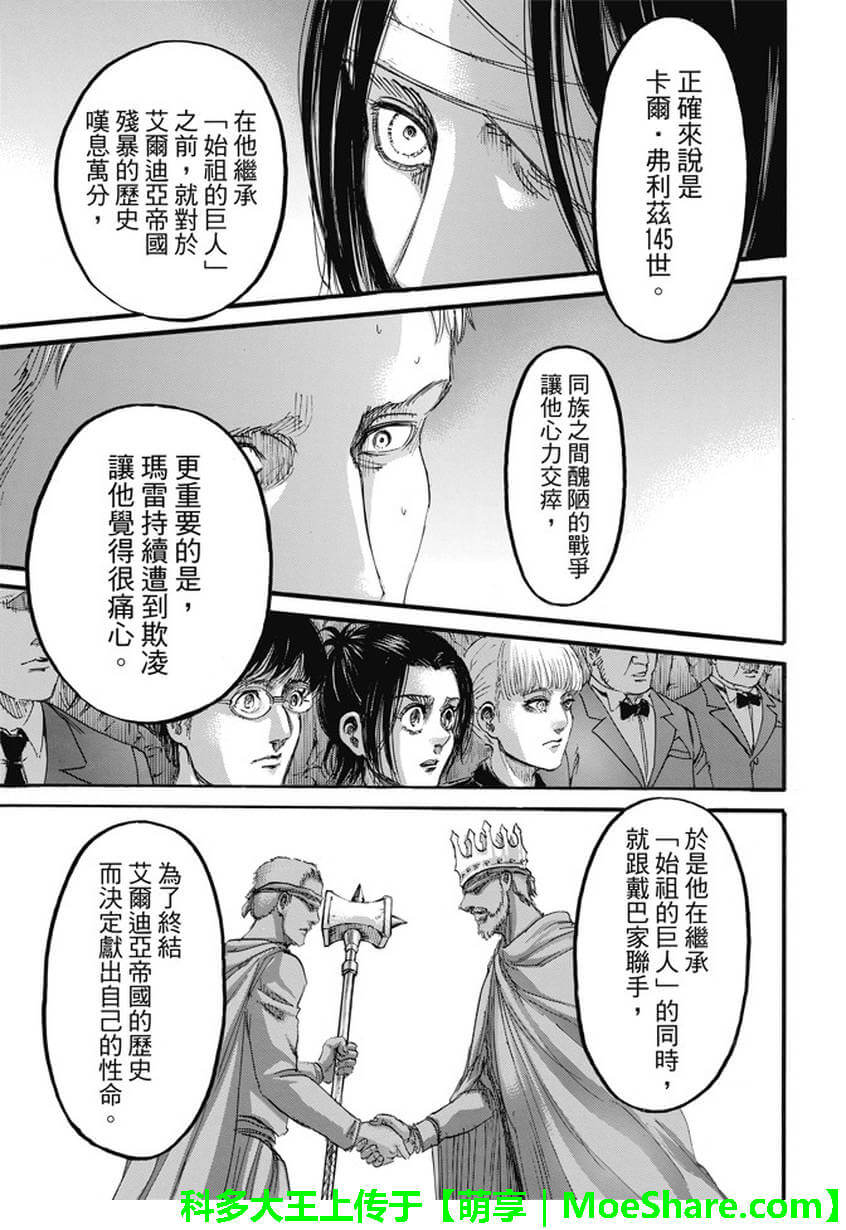 正確來說是
卡爾·弗利茲145世。
在他繼承
「始祖的巨人」
之前，就對於
艾爾迪亞帝國
殘暴的歷史
嘆息萬分，
同族之間醜陋的戰爭
讓他心力交瘁，
更重要的是，
瑪雷持續遭到欺凌
讓他覺得很痛心。
於是他在繼承
「始祖的巨人」的同時，
就跟戴巴家聯手，
為了終結
艾爾迪亞帝國的歷史
而決定獻出自己的性命。
科多大王上传于【萌享｜MoeShare.com】